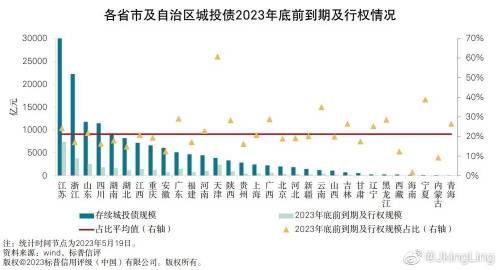 各省市及自治区城投债2023年底前到期及行权情况
亿元
30000
25000
20000
15000
10000
5000
0
70%
60%
50%
40%
30%
20%
10%
0%
江苏 浙江 山东 四川 湖南 湖北 江西 重庆 安徽 广东 福建 河南 天津 陕西 贵州 上海 广西 北京 河北 新疆 云南 山西 吉林 甘肃 辽宁 黑龙江 西藏 海南 宁夏 内蒙古 青海
存续城投债规模
2023年底前到期及行权规模
占比平均值（右轴）
2023年底前到期及行权规模占比（右轴）
注：统计时间节点为2023年5月19日。
资料来源：wind，标普信评
版权©2023标普信用评级（中国）有限公司。版权所有。
@JkingLing